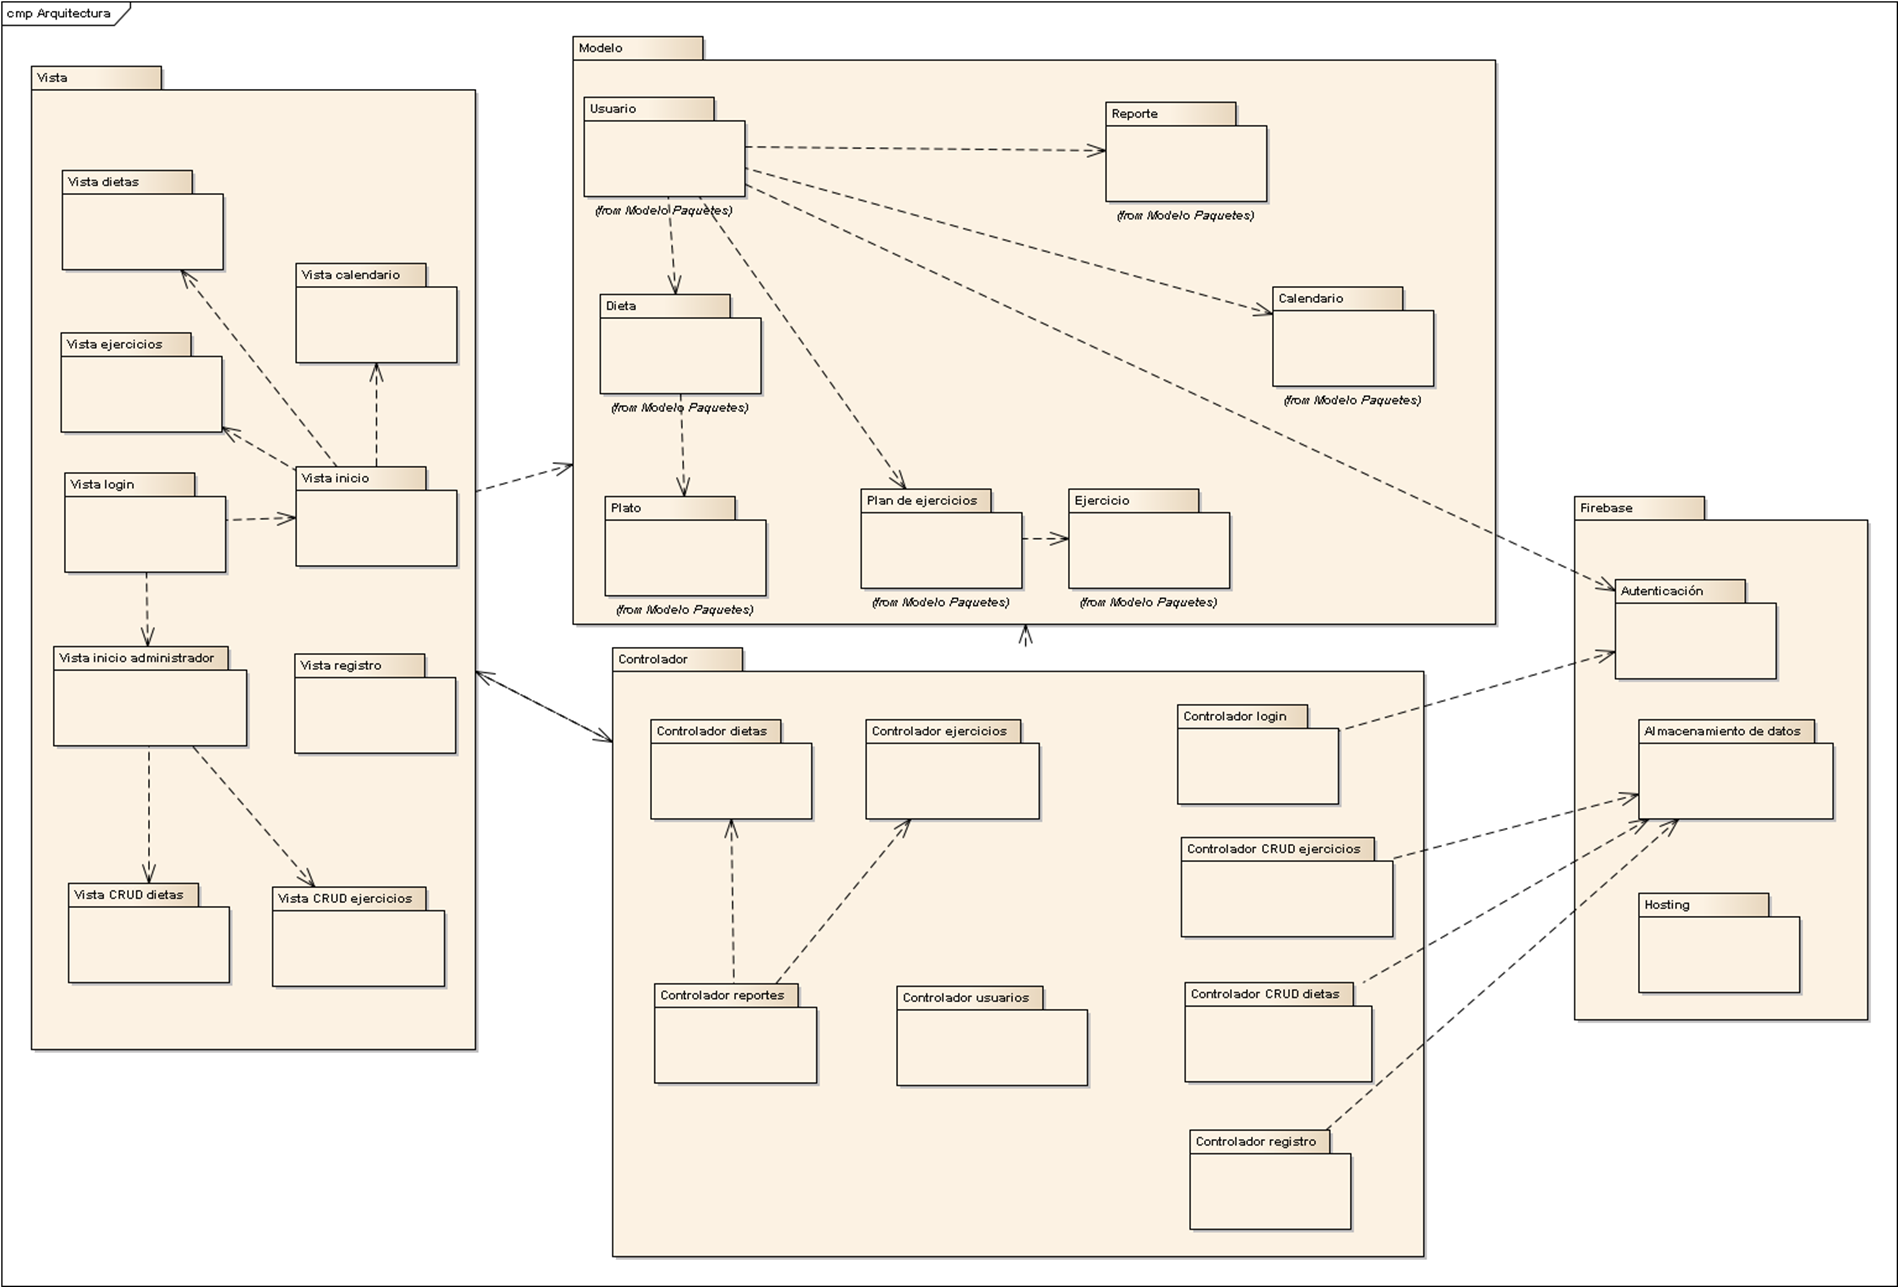 cmp Arquitectura
Vista
Vista dietas
Vista calendario
Vista ejercicios
Vista login
Vista inicio
Vista inicio administrador
Vista registro
Vista CRUD dietas
Vista CRUD ejercicios
Modelo
Usuario
(from Modelo Paquetes)
Reporte
(from Modelo Paquetes)
Dieta
(from Modelo Paquetes)
Calendario
(from Modelo Paquetes)
Plato
(from Modelo Paquetes)
Plan de ejercicios
(from Modelo Paquetes)
Ejercicio
(from Modelo Paquetes)
Controlador
Controlador dietas
Controlador ejercicios
Controlador login
Controlador CRUD ejercicios
Controlador reportes
Controlador usuarios
Controlador CRUD dietas
Controlador registro
Firebase
Autenticación
Almacenamiento de datos
Hosting